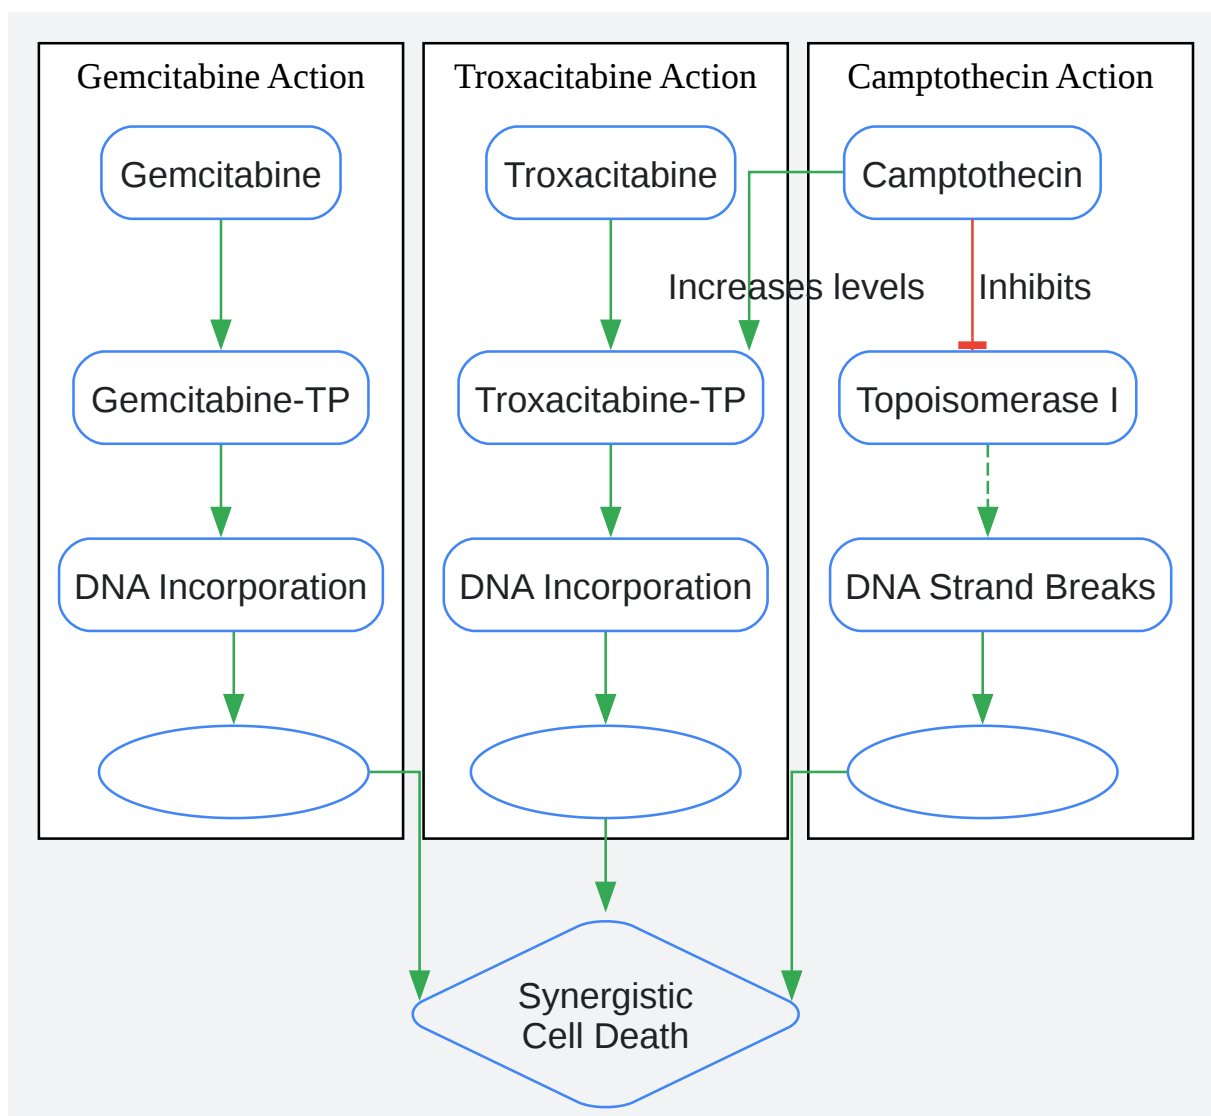 Gemcitabine Action
Troxacitabine Action
Camptothecin Action
Gemcitabine
Troxacitabine
Camptothecin
Increases levels
Inhibits
Gemcitabine-TP
Troxacitabine-TP
Topoisomerase I
DNA Incorporation
DNA Incorporation
DNA Strand Breaks
Synergistic
Cell Death